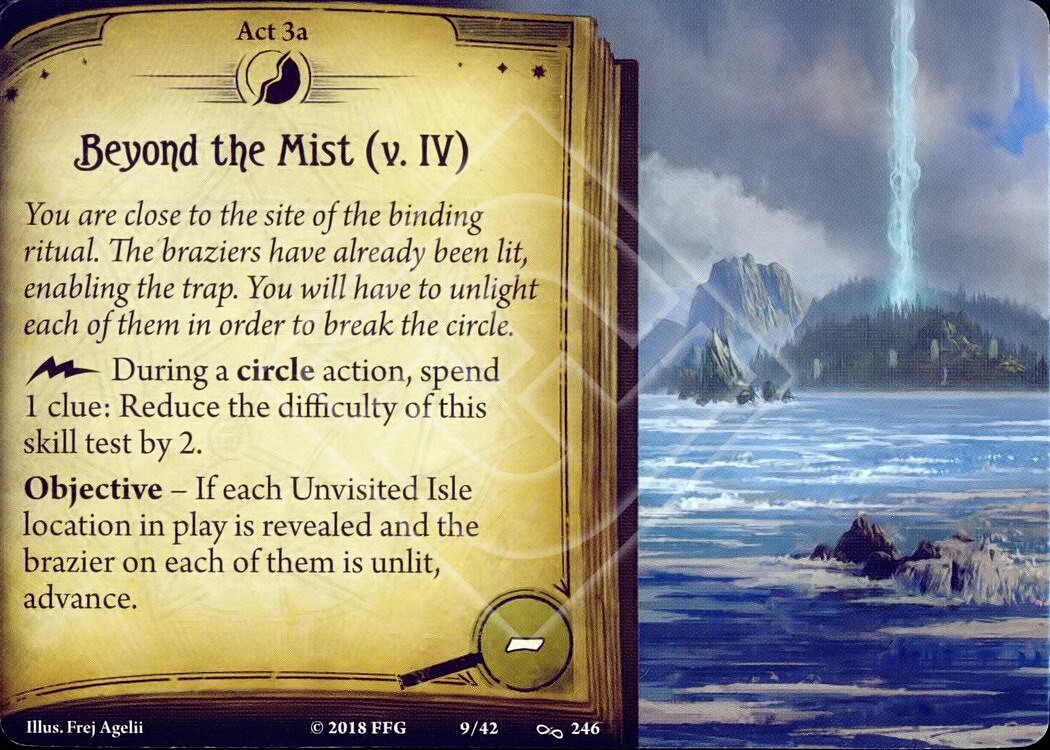 Act 3a
Beyond the Mist (v. IV)
You are close to the site of the binding
ritual. The braziers have already been lit,
enabling the trap. You will have to unlight
each of them in order to break the circle.
During a circle action, spend
1 clue: Reduce the difficulty of this
skill test by 2.
Objective – If each Unvisited Isle
location in play is revealed and the
brazier on each of them is unlit,
advance.
–
Illus. Frej Agelii © 2018 FFG 9/42 246